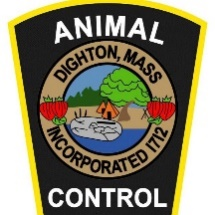 ANIMAL
DIGHTON, MASS
INCORPORATED 1712
CONTROL